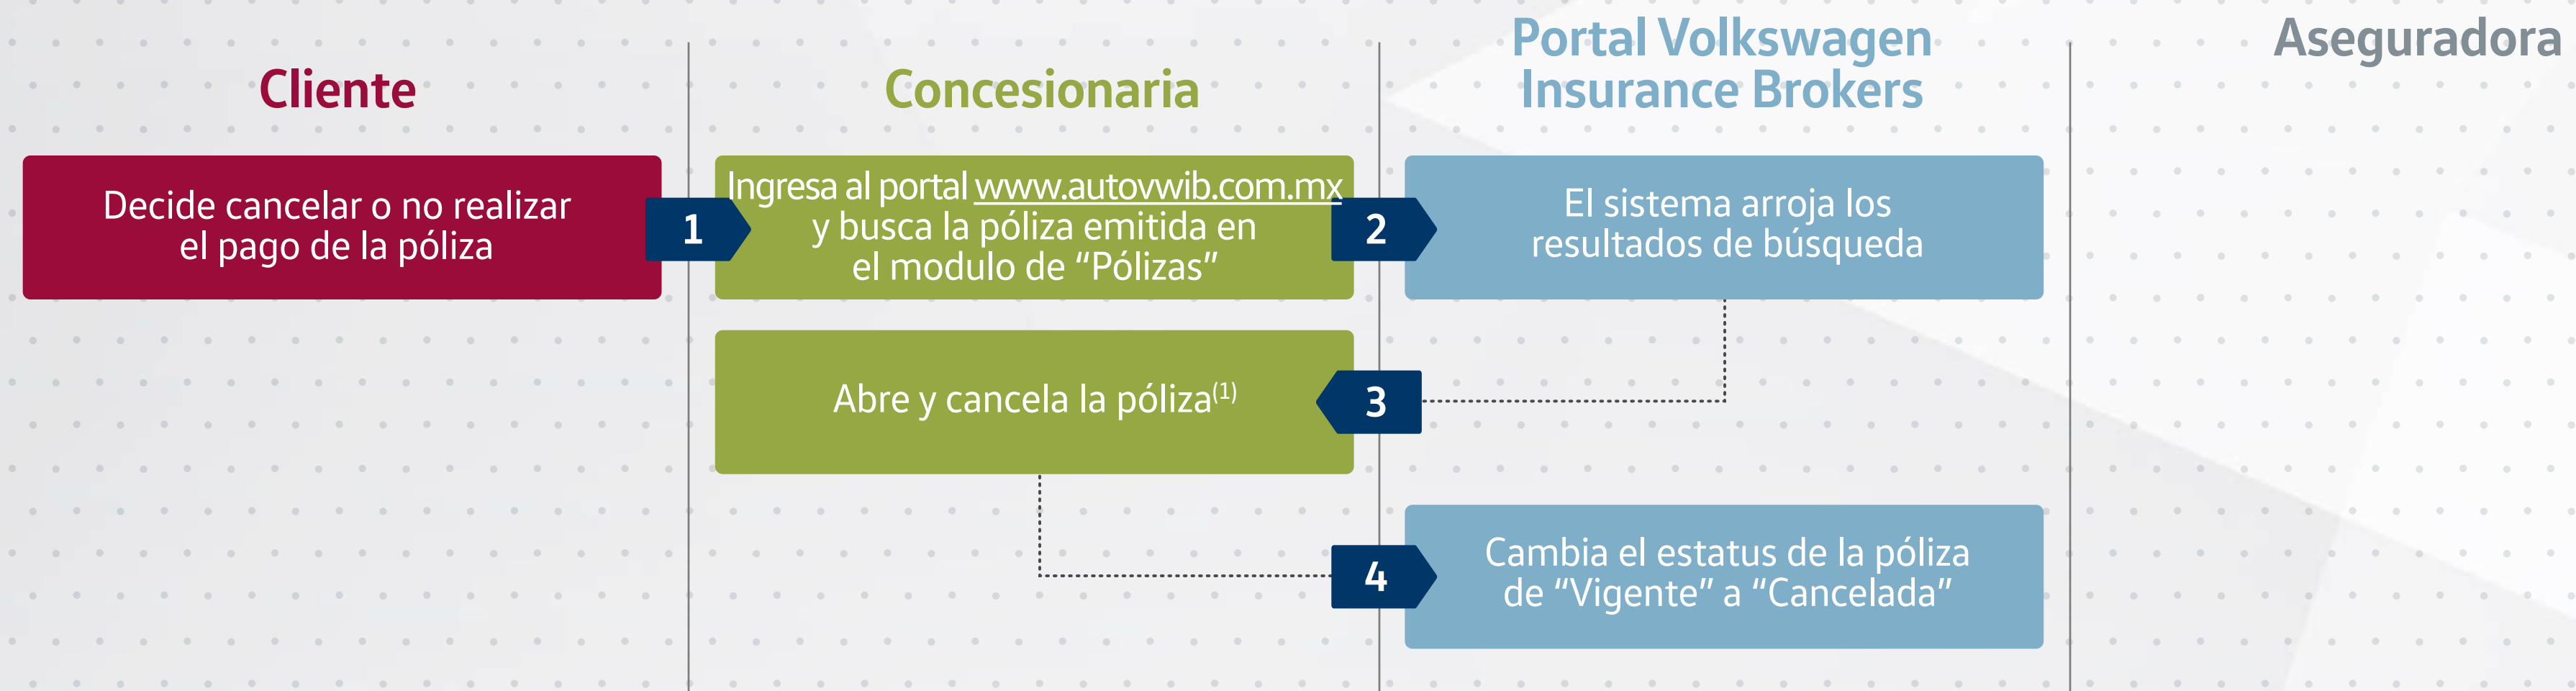 Cliente
Concesionaria
Portal Volkswagen
Insurance Brokers
Aseguradora
Decide cancelar o no realizar
el pago de la póliza
1
Ingresa al portal www.autovwib.com.mx
y busca la póliza emitida en
el modulo de “Pólizas”
2
El sistema arroja los
resultados de búsqueda
Abre y cancela la póliza(1)
3
4
Cambia el estatus de la póliza
de “Vigente” a “Cancelada”